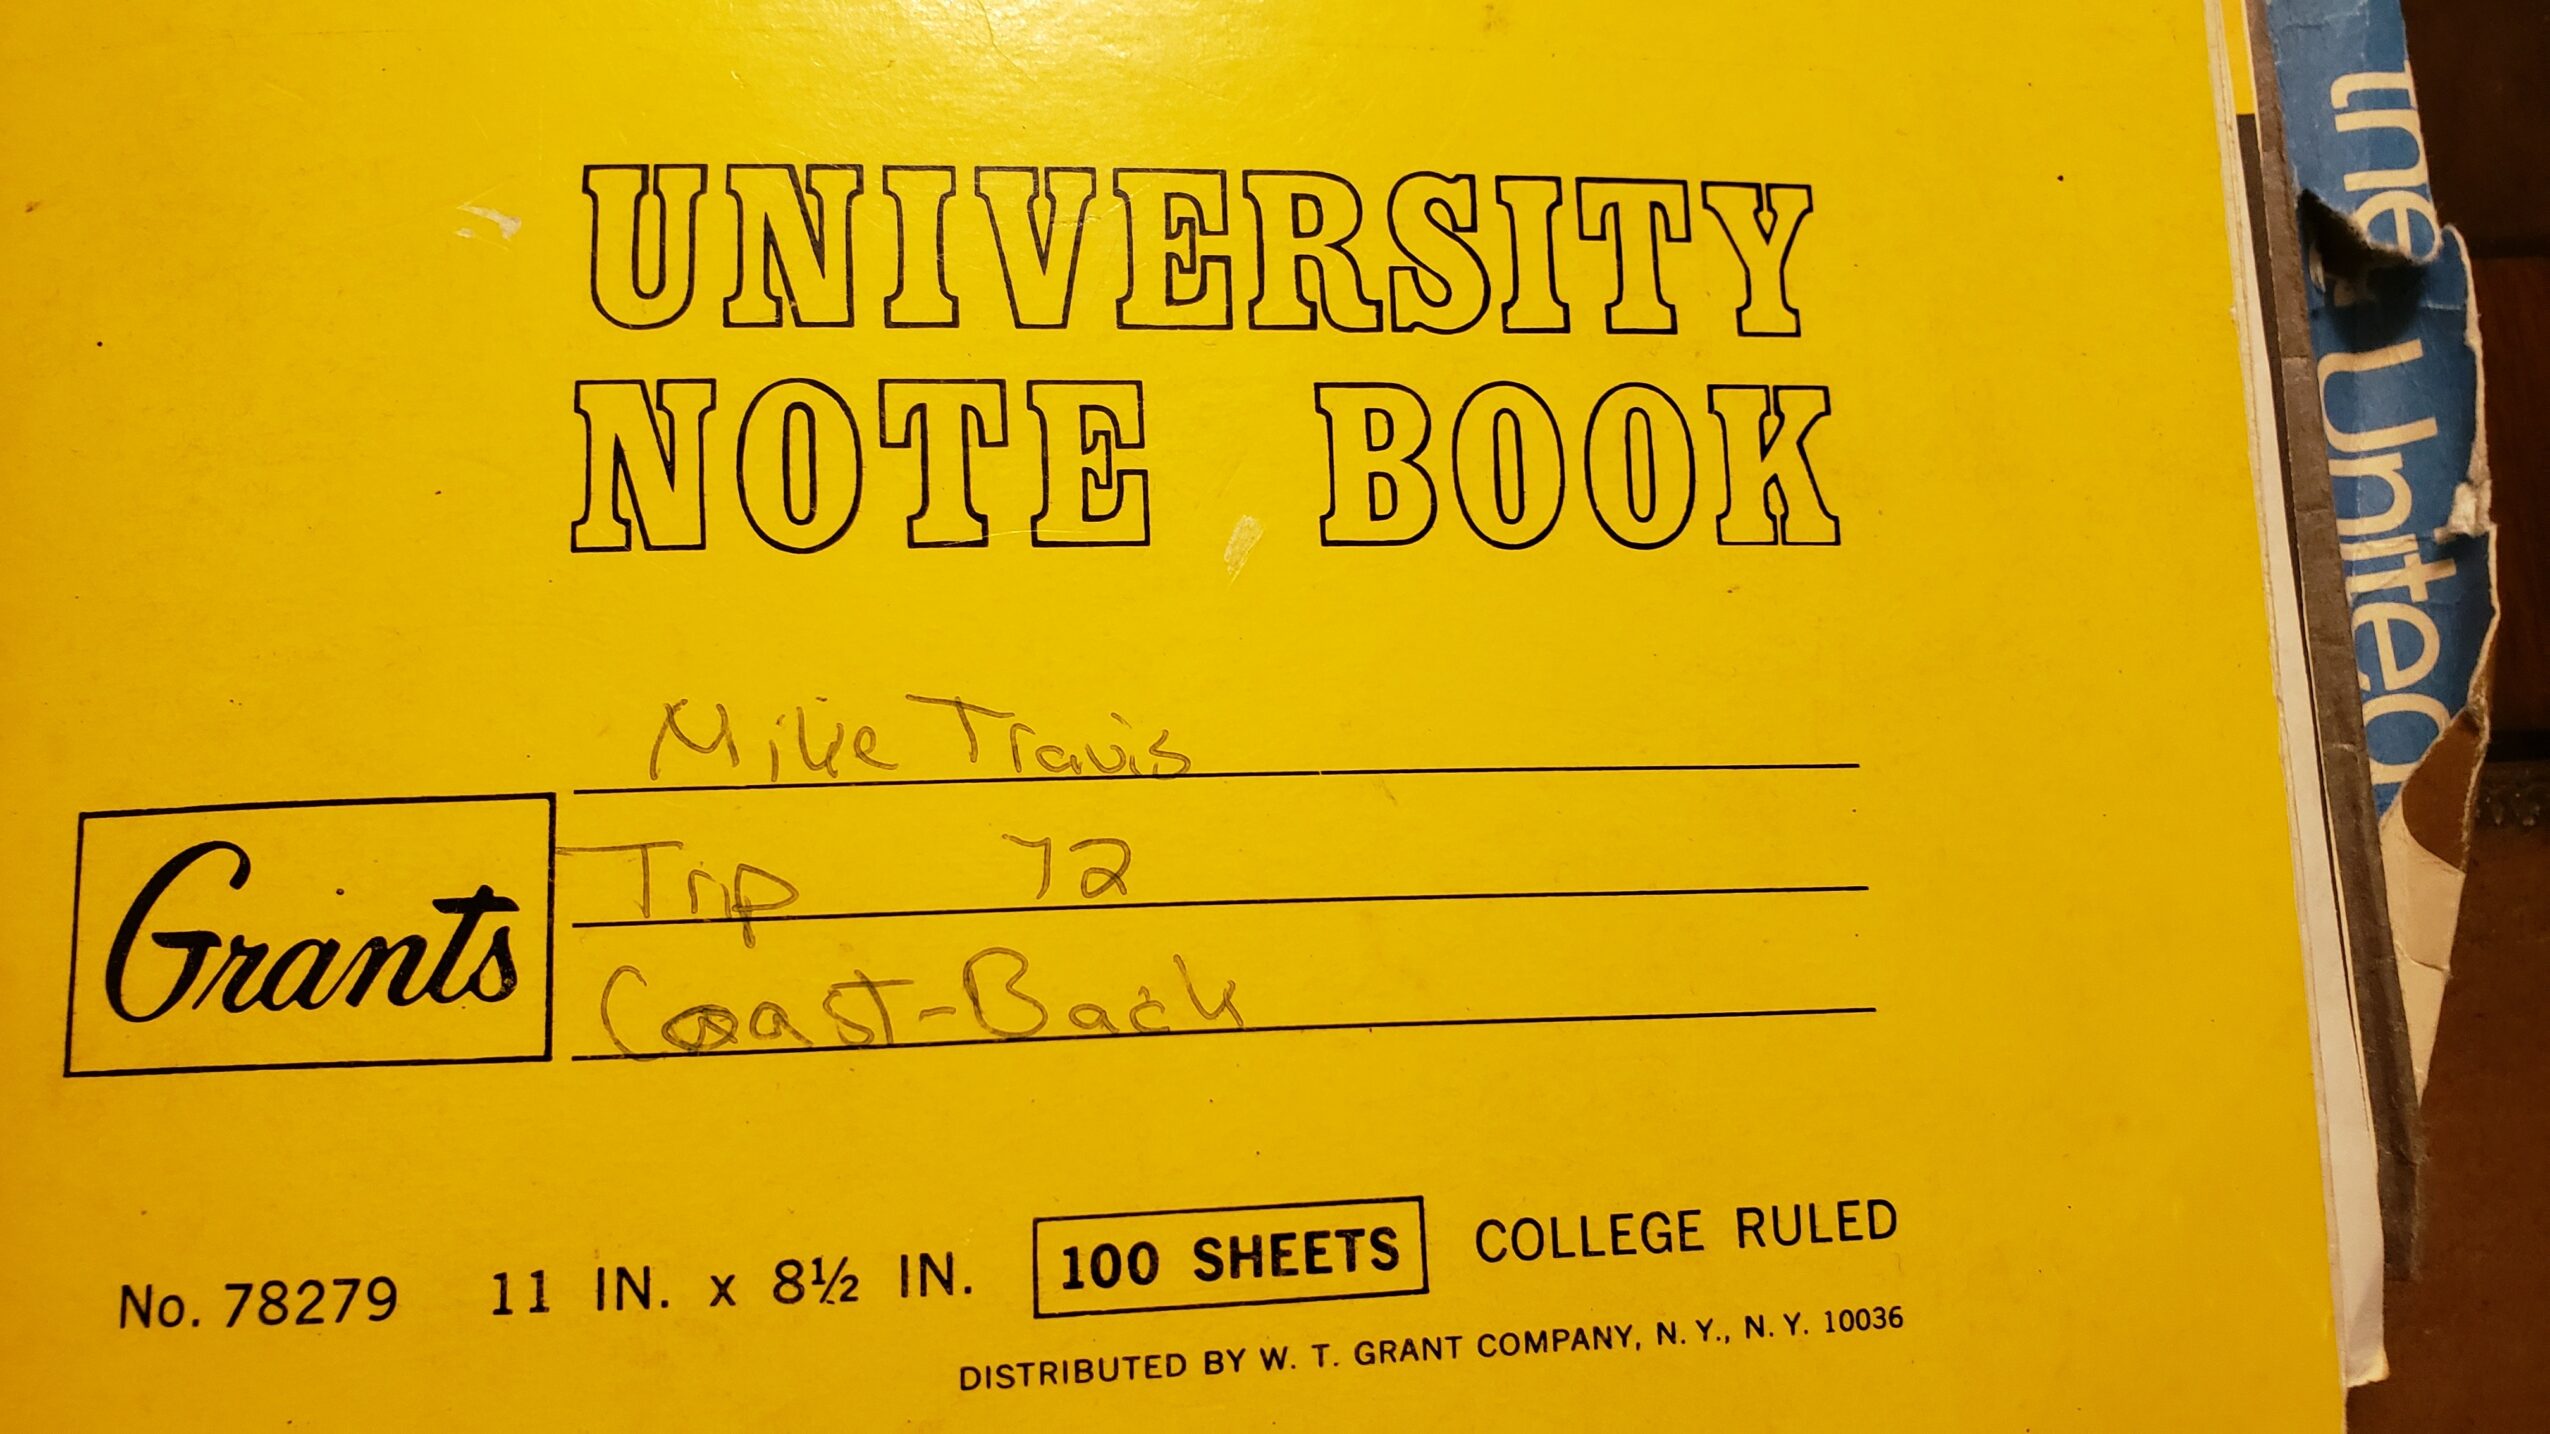 UNIVERSITY
NOTE BOOK
Mike Travis
Trip 72
Coast-Back
Grants
No. 78279 11 IN. x 8½ IN. 100 SHEETS COLLEGE RULED
DISTRIBUTED BY W. T. GRANT COMPANY, N. Y., N. Y. 10036
The United